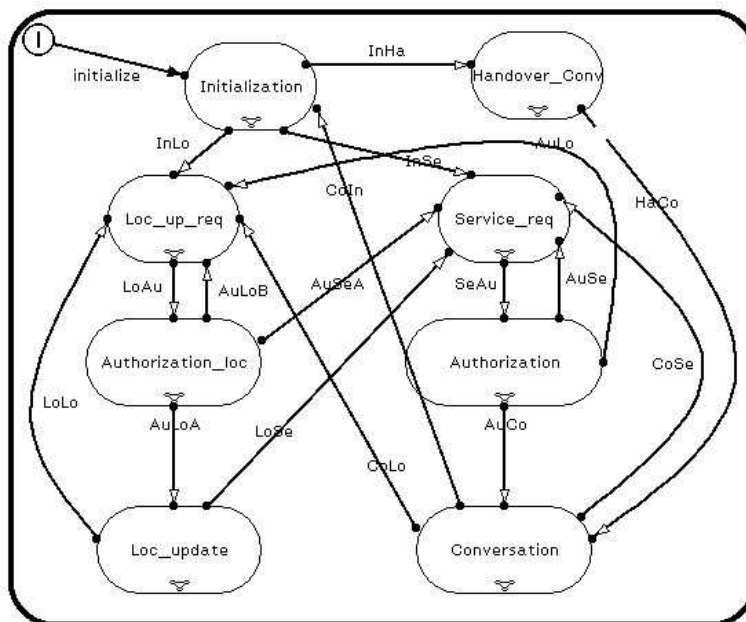 I
initialize
Initialization
InHa
Handover_Conv
InLo
InSe
AuLo
CoIn
HaCo
Loc_up_req
Service_req
LoAu
AuLoB
AuSeA
SeAu
AuSe
Authorization_loc
Authorization
CoSe
LoLo
AuLoA
LoSe
AuCo
CoLo
Loc_update
Conversation